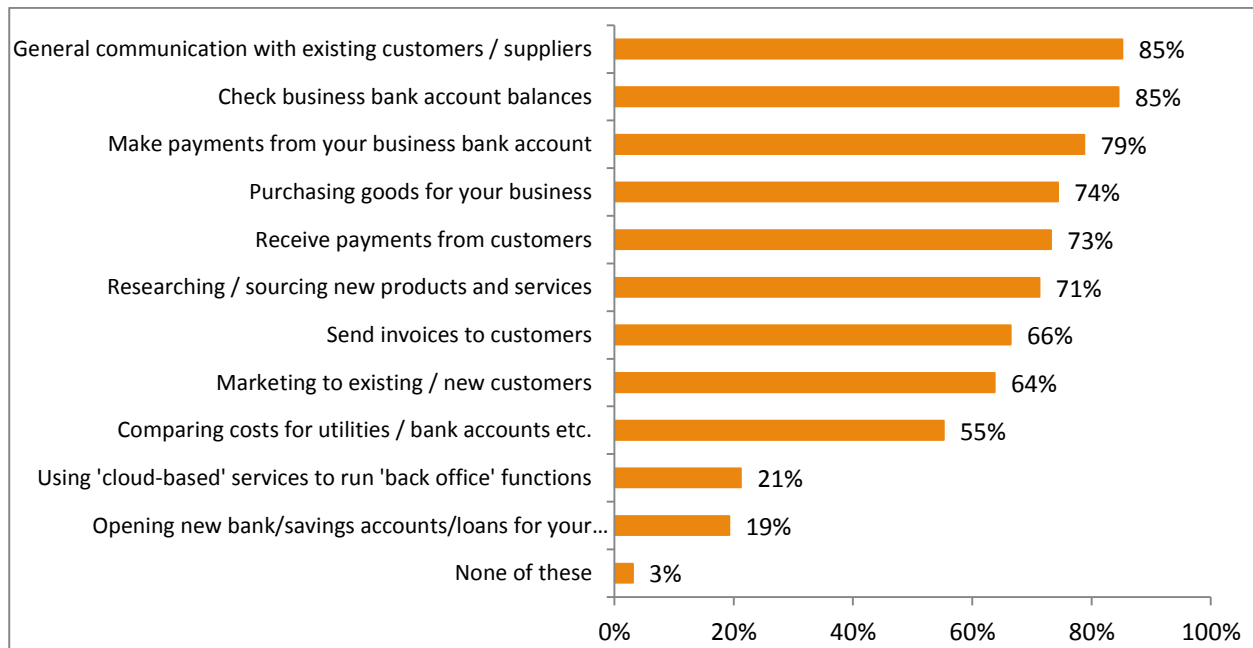 General communication with existing customers / suppliers 85%
Check business bank account balances 85%
Make payments from your business bank account 79%
Purchasing goods for your business 74%
Receive payments from customers 73%
Researching / sourcing new products and services 71%
Send invoices to customers 66%
Marketing to existing / new customers 64%
Comparing costs for utilities / bank accounts etc. 55%
Using 'cloud-based' services to run 'back office' functions 21%
Opening new bank/savings accounts/loans for your… 19%
None of these 3%
0% 20% 40% 60% 80% 100%